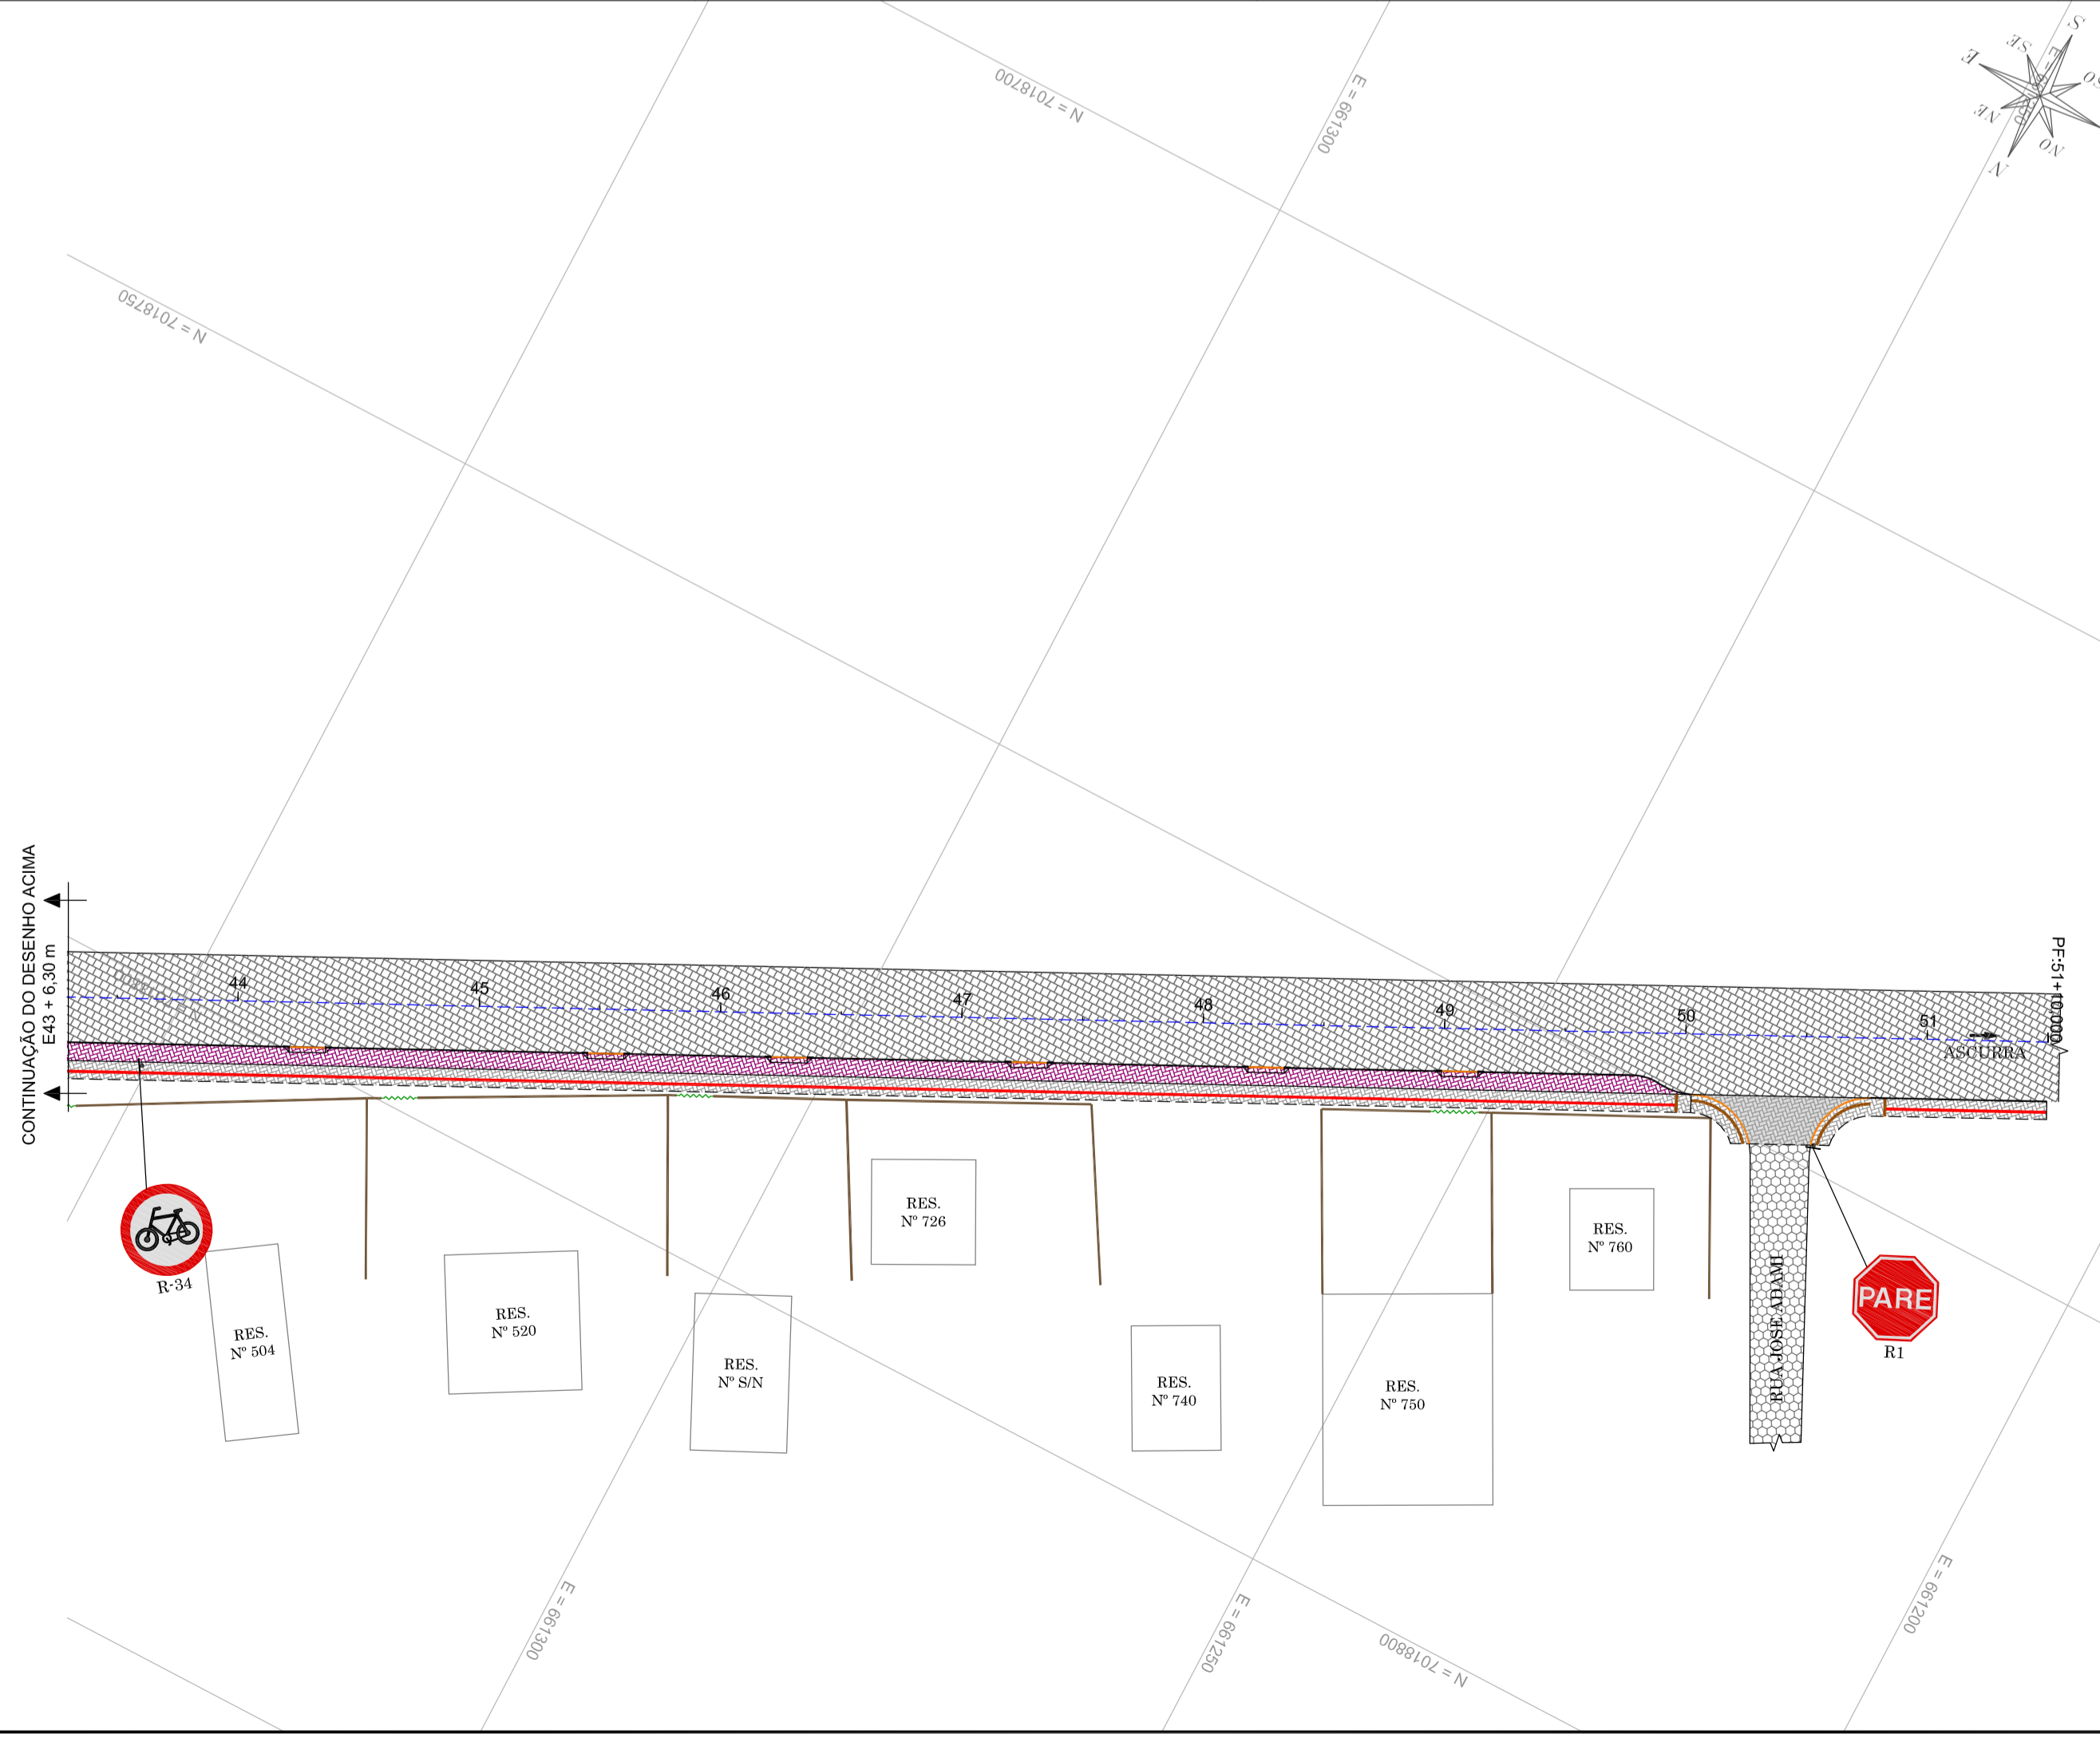 N = 7018700
E = 661300
S
SE
E
NE
N
NO
N = 7018750
CONTINUAÇÃO DO DESENHO ACIMA
E43 + 6,30 m
44
45
46
47
48
49
50
51
PF:51+10,000
ASCURRA
R-34
RES.
Nº 504
RES.
Nº 520
RES.
Nº S/N
RES.
Nº 726
RES.
Nº 740
RES.
Nº 750
RES.
Nº 760
RUA JOSE ADAMI
PARE
R1
E = 661300
E = 661250
N = 7018800
E = 661200